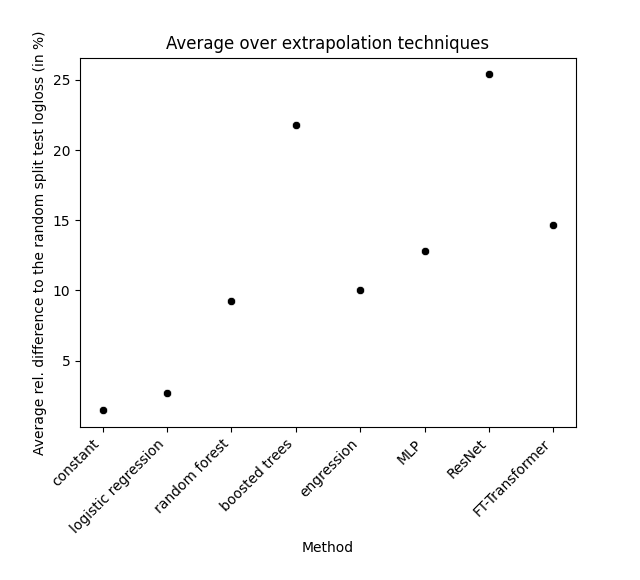 Average over extrapolation techniques
Average rel. difference to the random split test logloss (in %)
25
20
15
10
5
constant
logistic regression
random forest
boosted trees
engression
MLP
ResNet
FT-Transformer
Method